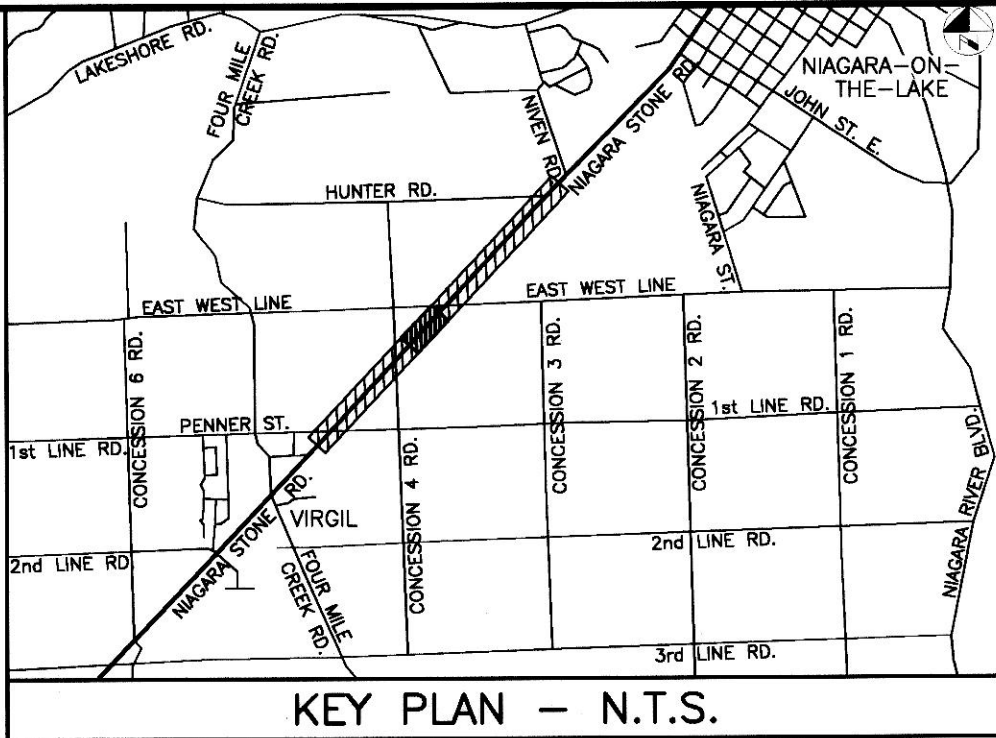 LAKESHORE RD.
FOUR MILE
CREEK RD.
NIVEN RD.
NIAGARA STONE RD.
NIAGARA-ON-
THE-LAKE
JOHN ST. E.
HUNTER RD.
NIAGARA ST.
EAST WEST LINE
EAST WEST LINE
CONCESSION 6 RD.
CONCESSION 3 RD.
CONCESSION 2 RD.
CONCESSION 1 RD.
PENNER ST.
1st LINE RD.
1st LINE RD.
CONCESSION 4 RD.
NIAGARA RIVER BLVD.
NIAGARA STONE RD.
VIRGIL
2nd LINE RD.
2nd LINE RD
FOUR MILE
CREEK RD.
3rd LINE RD.
KEY PLAN - N.T.S.